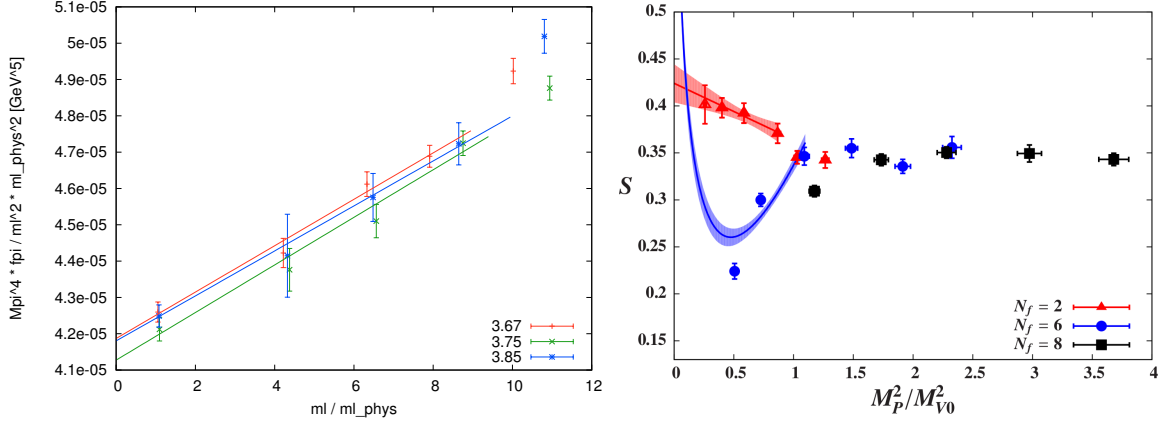 Mpi^4 * fpi / ml^2 * ml_phys^2 [GeV^5]
5.1e-05
5e-05
4.9e-05
4.8e-05
4.7e-05
4.6e-05
4.5e-05
4.4e-05
4.3e-05
4.2e-05
4.1e-05
0 2 4 6 8 10 12
ml / ml_phys
3.67
3.75
3.85
S
0.5
0.4
0.35
0.3
0.25
0.2
0.15
0 0.5 1 1.5 2 2.5 3 3.5 4
M_P^2/M_{V0}^2
N_f = 2
N_f = 6
N_f = 8